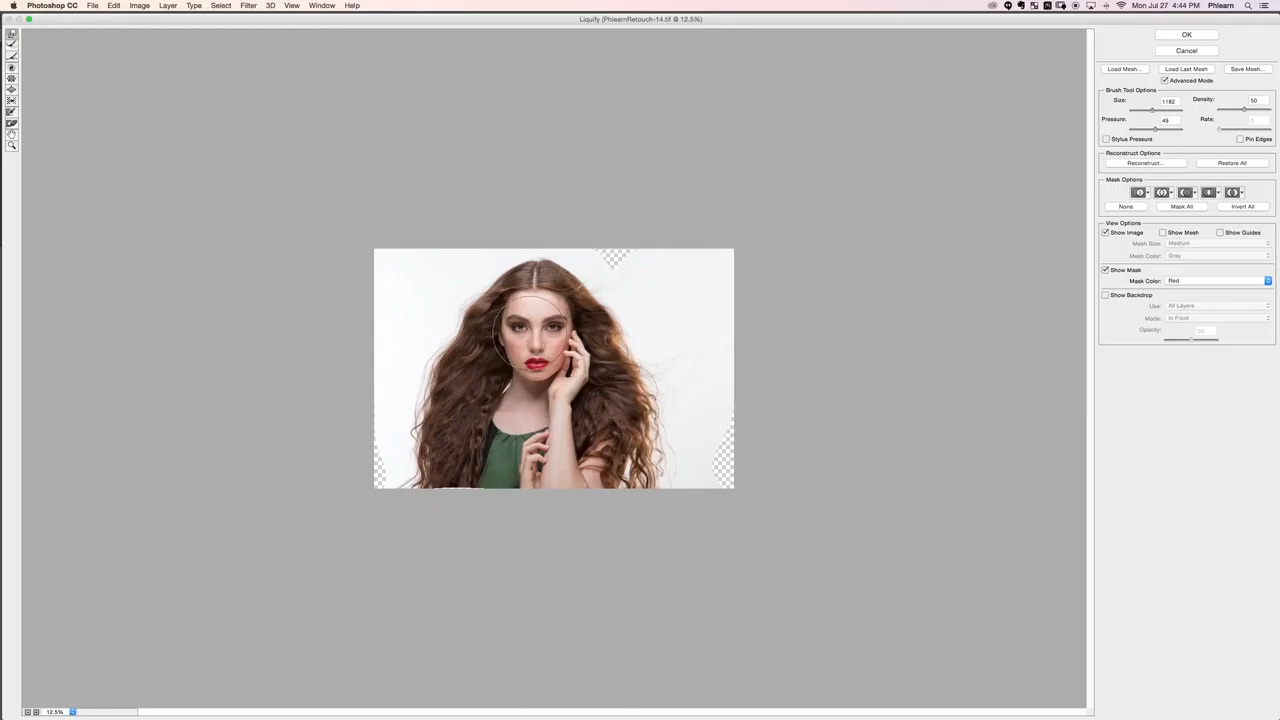 Photoshop CC File Edit Image Layer Type Select Filter 3D View Window Help Mon Jul 27 4:44 PM Phlearn
Liquify (PhlearnRetouch-14.tif @ 12.5%)
OK
Cancel
Load Mesh... Load Last Mesh Save Mesh...
Advanced Mode
Brush Tool Options
Size: 1182 Density: 50
Pressure: 49 Rate:
Stylus Pressure Pin Edges
Reconstruct Options
Reconstruct... Restore All
Mask Options
None Mask All Invert All
View Options
Show Image Show Mesh Show Guides
Mesh Size: Medium
Mesh Color: Gray
Show Mask
Mask Color: Red
Show Backdrop
Use: All Layers
Mode: In Front
Opacity:
12.5%